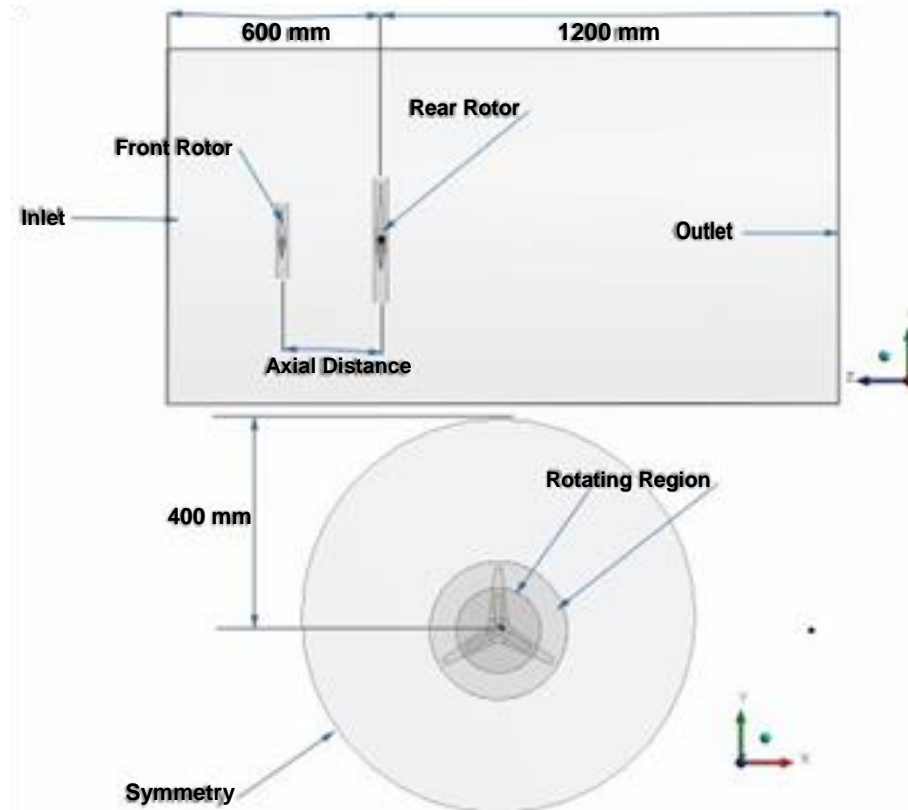 600 mm
1200 mm
Rear Rotor
Front Rotor
Inlet
Outlet
Axial Distance
Z
Rotating Region
400 mm
Y
X
Symmetry